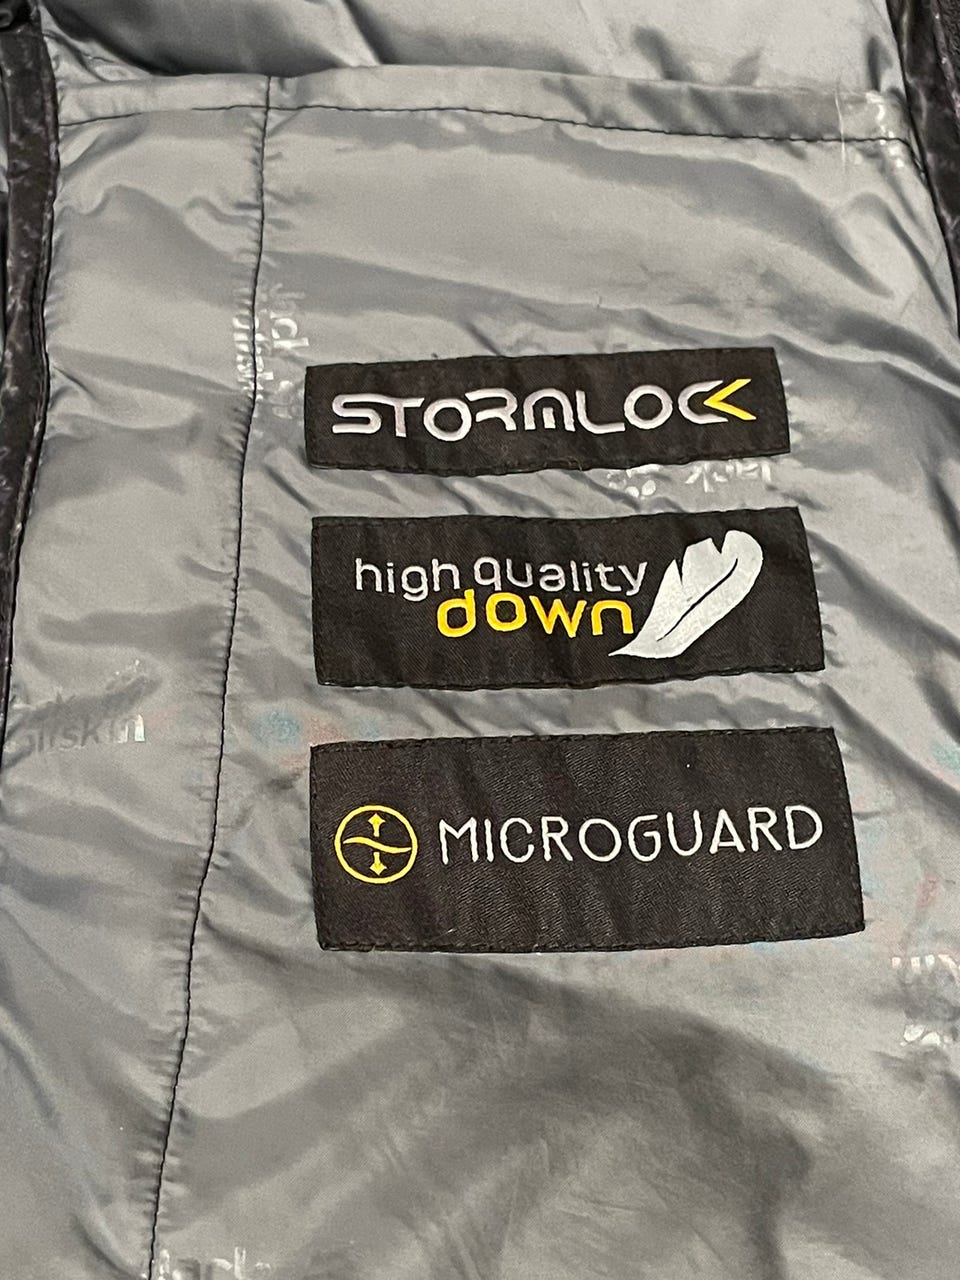 STORMLOCK
high quality
down
MICROGUARD